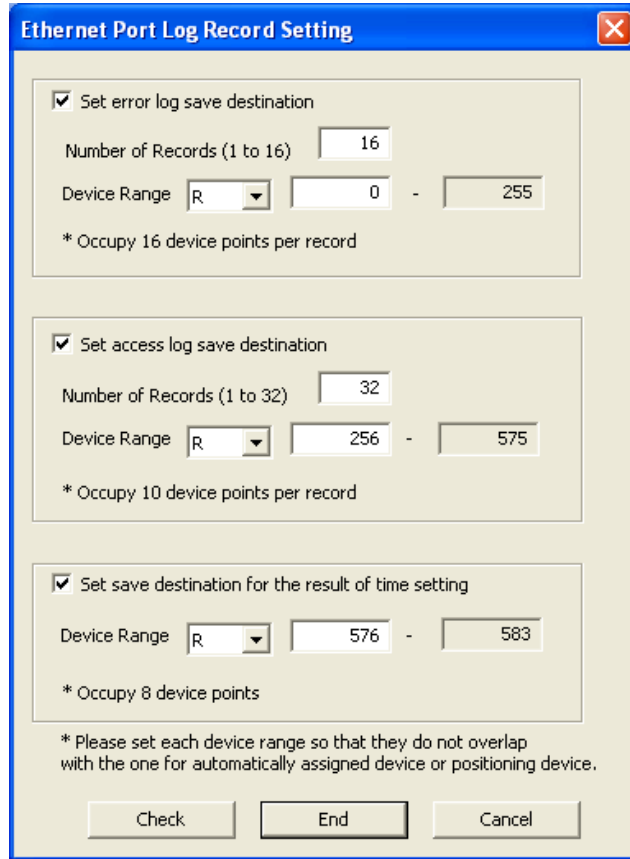 Ethernet Port Log Record Setting
Set error log save destination
Number of Records (1 to 16) 16
Device Range R 0 - 255
* Occupy 16 device points per record
Set access log save destination
Number of Records (1 to 32) 32
Device Range R 256 - 575
* Occupy 10 device points per record
Set save destination for the result of time setting
Device Range R 576 - 583
* Occupy 8 device points
* Please set each device range so that they do not overlap
with the one for automatically assigned device or positioning device.
Check End Cancel